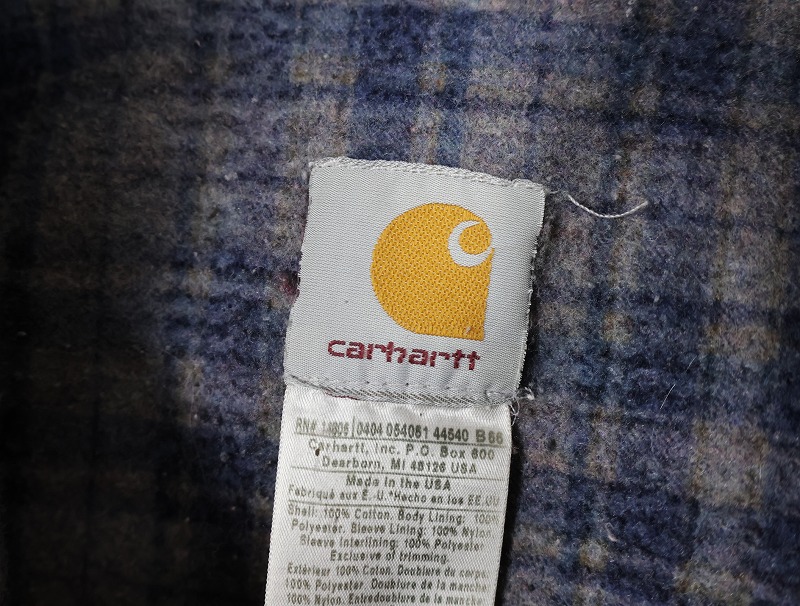 carhartt
RN# 14806 0404 054061 44540 B66
Carhartt, Inc. P.O. Box 600
Dearborn, MI 48126 USA
Made in the USA
Fabriqué aux É.U.*Hecho en los EE.UU
Shell: 100% Cotton. Body Lining: 100%
Polyester. Sleeve Lining: 100% Nylon
Sleeve Interlining: 100% Polyester
Exclusive of trimming.
Extérieur 100% Coton. Doublure du corps.
100% Polyester. Doublure de la manche
100% Nylon. Entredoublure de la manche